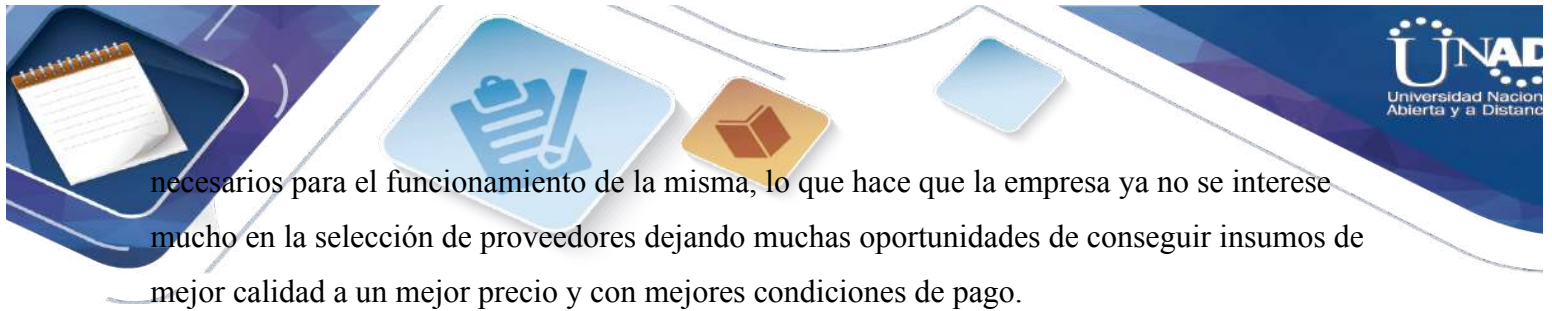 UNAD
Universidad Nacion
Abierta y a Distanc
necesarios para el funcionamiento de la misma, lo que hace que la empresa ya no se interese
mucho en la selección de proveedores dejando muchas oportunidades de conseguir insumos de
mejor calidad a un mejor precio y con mejores condiciones de pago.